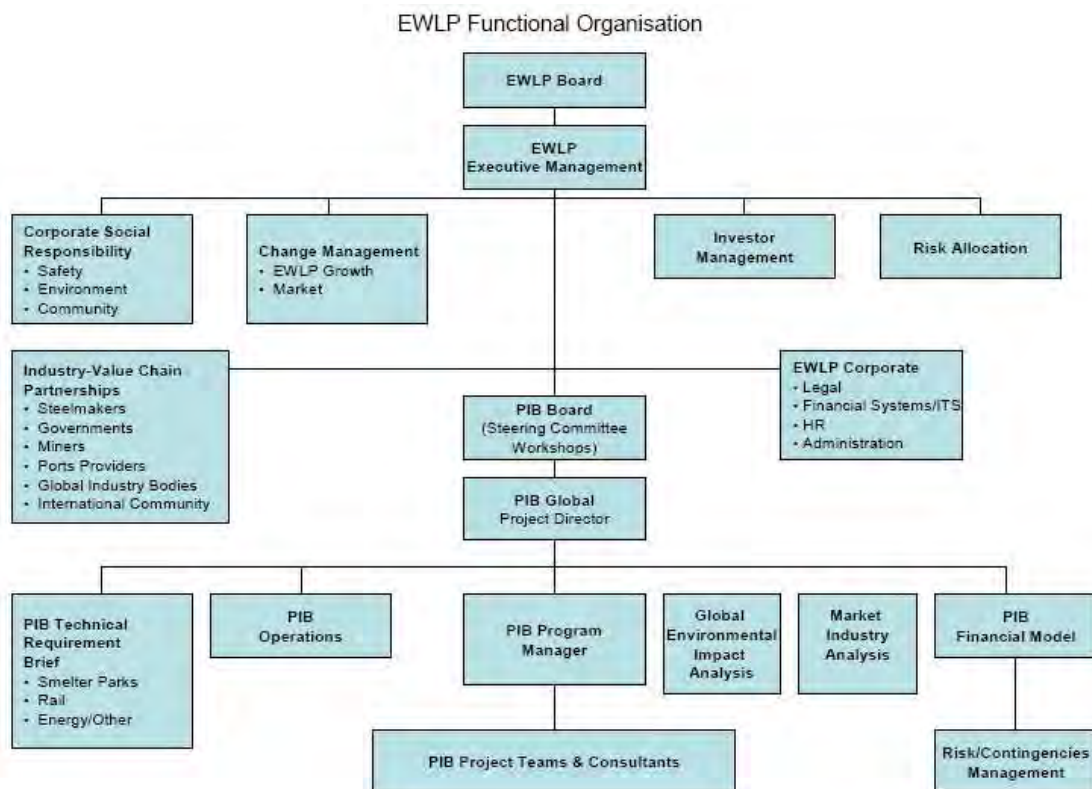 EWLP Functional Organisation
EWLP Board
EWLP
Executive Management
Corporate Social
Responsibility
• Safety
• Environment
• Community
Change Management
• EWLP Growth
• Market
Investor
Management
Risk Allocation
Industry-Value Chain
Partnerships
• Steelmakers
• Governments
• Miners
• Ports Providers
• Global Industry Bodies
• International Community
PIB Board
(Steering Committee
Workshops)
EWLP Corporate
• Legal
• Financial Systems/ITS
• HR
• Administration
PIB Global
Project Director
PIB Technical
Requirement
Brief
• Smelter Parks
• Rail
• Energy/Other
PIB
Operations
PIB Program
Manager
Global
Environmental
Impact
Analysis
Market
Industry
Analysis
PIB
Financial Model
PIB Project Teams & Consultants
Risk/Contingencies
Management